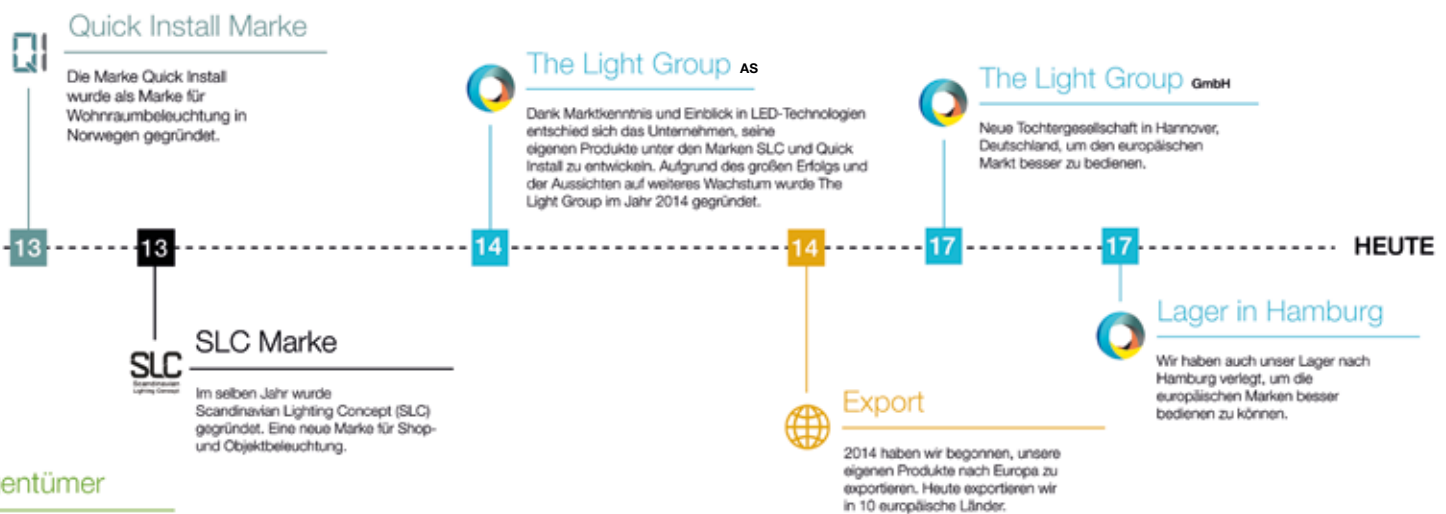 QI
Quick Install Marke
Die Marke Quick Install
wurde als Marke für
Wohnraumbeleuchtung in
Norwegen gegründet.
The Light Group AS
Dank Marktkenntnis und Einblick in LED-Technologien
entschied sich das Unternehmen, seine
eigenen Produkte unter den Marken SLC und Quick
Install zu entwickeln. Aufgrund des großen Erfolgs und
der Aussichten auf weiteres Wachstum wurde The
Light Group im Jahr 2014 gegründet.
The Light Group GmbH
Neue Tochtergesellschaft in Hannover,
Deutschland, um den europäischen
Markt besser zu bedienen.
13
13
14
14
17
17
HEUTE
SLC
Scandinavian
Lighting Concept
SLC Marke
Im selben Jahr wurde
Scandinavian Lighting Concept (SLC)
gegründet. Eine neue Marke für Shop-
und Objektbeleuchtung.
Export
2014 haben wir begonnen, unsere
eigenen Produkte nach Europa zu
exportieren. Heute exportieren wir
in 10 europäische Länder.
Lager in Hamburg
Wir haben auch unser Lager nach
Hamburg verlegt, um die
europäischen Marken besser
bedienen zu können.
entümer